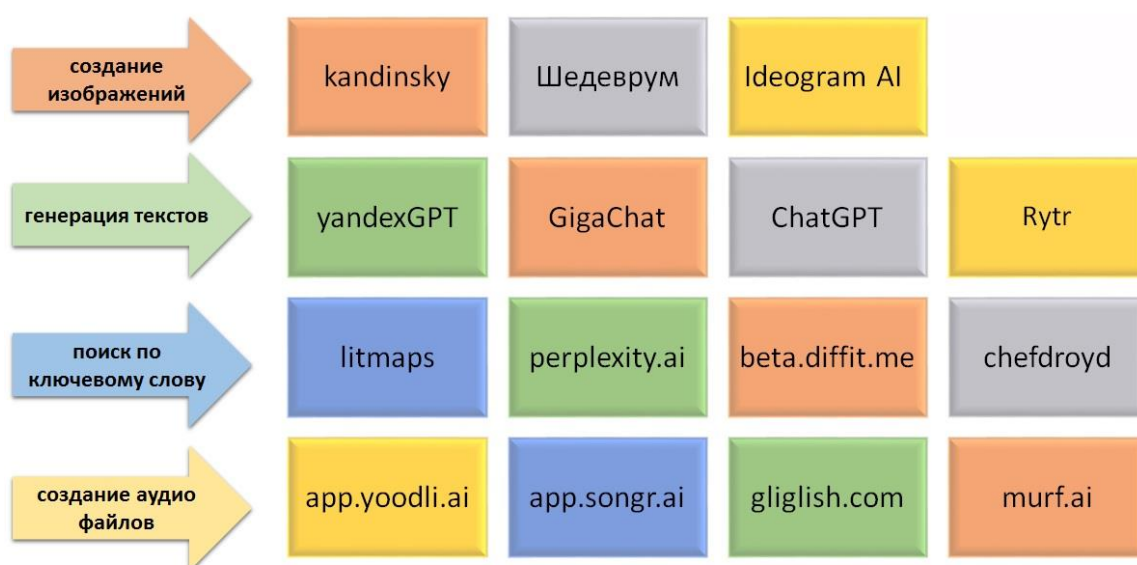 создание
изображений
kandinsky
Шедеврум
Ideogram AI
генерация текстов
yandexGPT
GigaChat
ChatGPT
Rytr
поиск по
ключевому слову
litmaps
perplexity.ai
beta.diffit.me
chefdroyd
создание аудио
файлов
app.yoodli.ai
app.songr.ai
gliglish.com
murf.ai